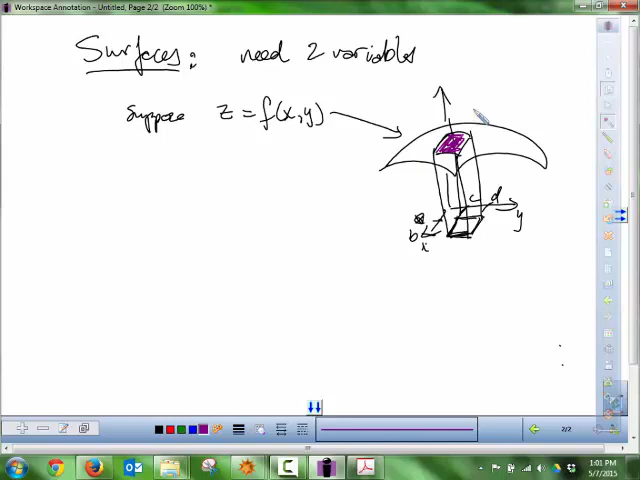 Workspace Annotation - Untitled, Page 2/2 (Zoom 100%) *
Surfaces: need 2 variables
Suppose z = f(x,y)
c d
y
b
x
2/2
1:01 PM
5/7/2015